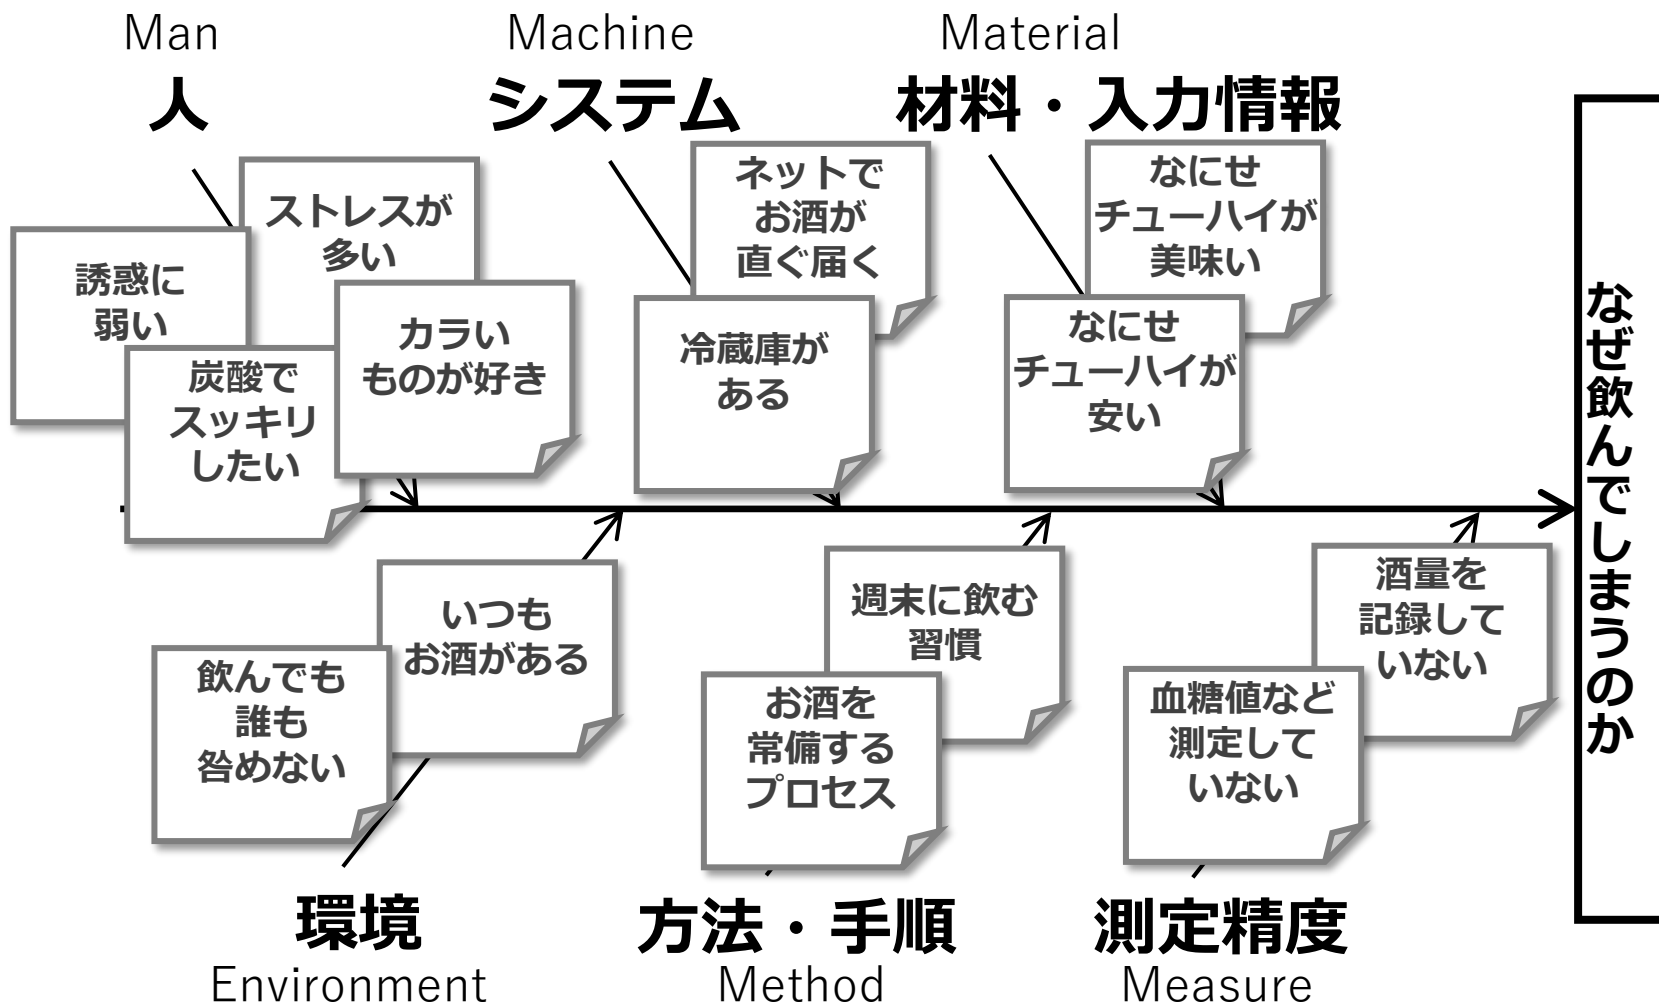 Man
人
Machine
システム
Material
材料・入力情報
ストレスが
多い
誘惑に
弱い
カラい
ものが好き
炭酸で
スッキリ
したい
ネットで
お酒が
直ぐ届く
冷蔵庫が
ある
なにせ
チューハイが
美味い
なにせ
チューハイが
安い
なぜ飲んでしまうのか
いつも
お酒がある
飲んでも
誰も
咎めない
週末に飲む
習慣
お酒を
常備する
プロセス
酒量を
記録して
いない
血糖値など
測定して
いない
環境
Environment
方法・手順
Method
測定精度
Measure